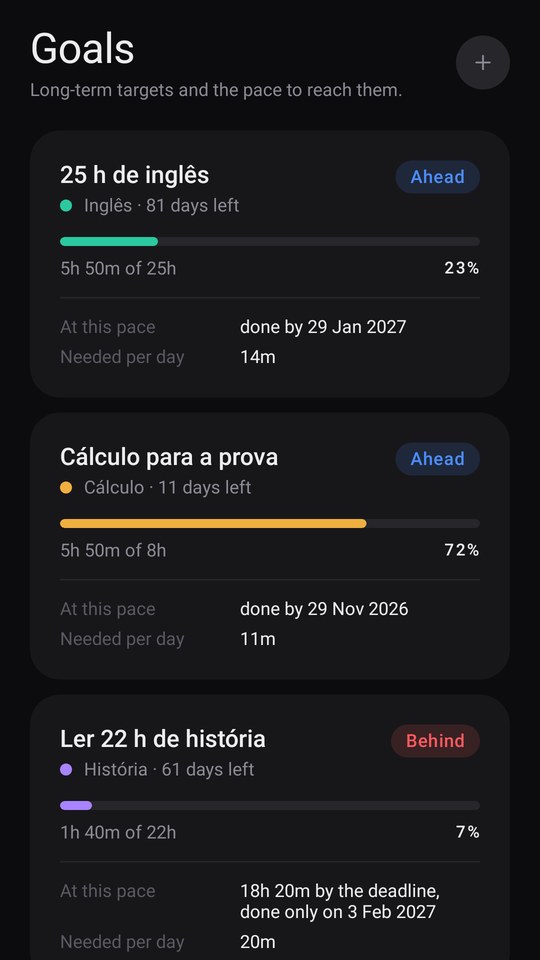 Goals
Long-term targets and the pace to reach them.
25 h de inglês
Ahead
Inglês · 81 days left
5h 50m of 25h
23%
At this pace
done by 29 Jan 2027
Needed per day
14m
Cálculo para a prova
Ahead
Cálculo · 11 days left
5h 50m of 8h
72%
At this pace
done by 29 Nov 2026
Needed per day
11m
Ler 22 h de história
Behind
História · 61 days left
1h 40m of 22h
7%
At this pace
18h 20m by the deadline,
done only on 3 Feb 2027
Needed per day
20m